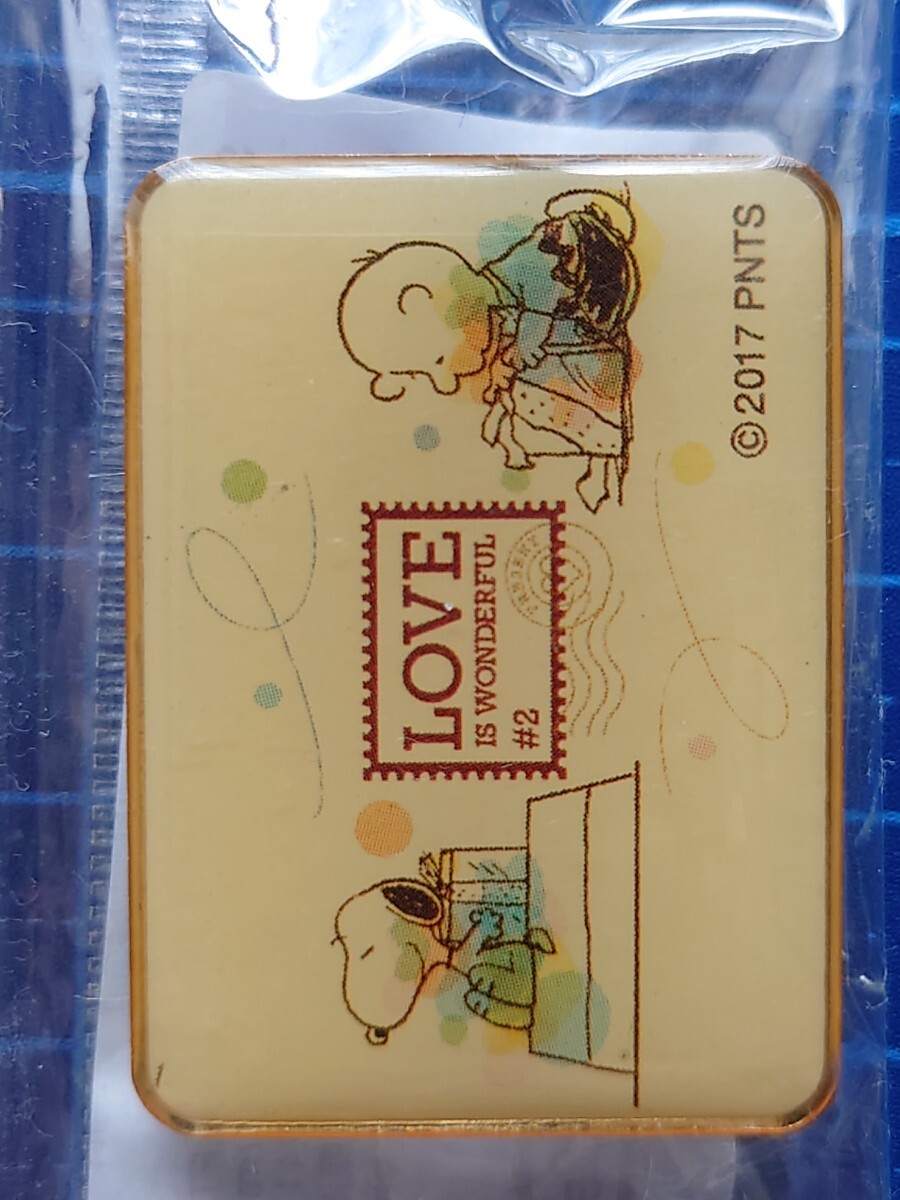 LOVE
IS WONDERFUL
#2
©2017 PNTS